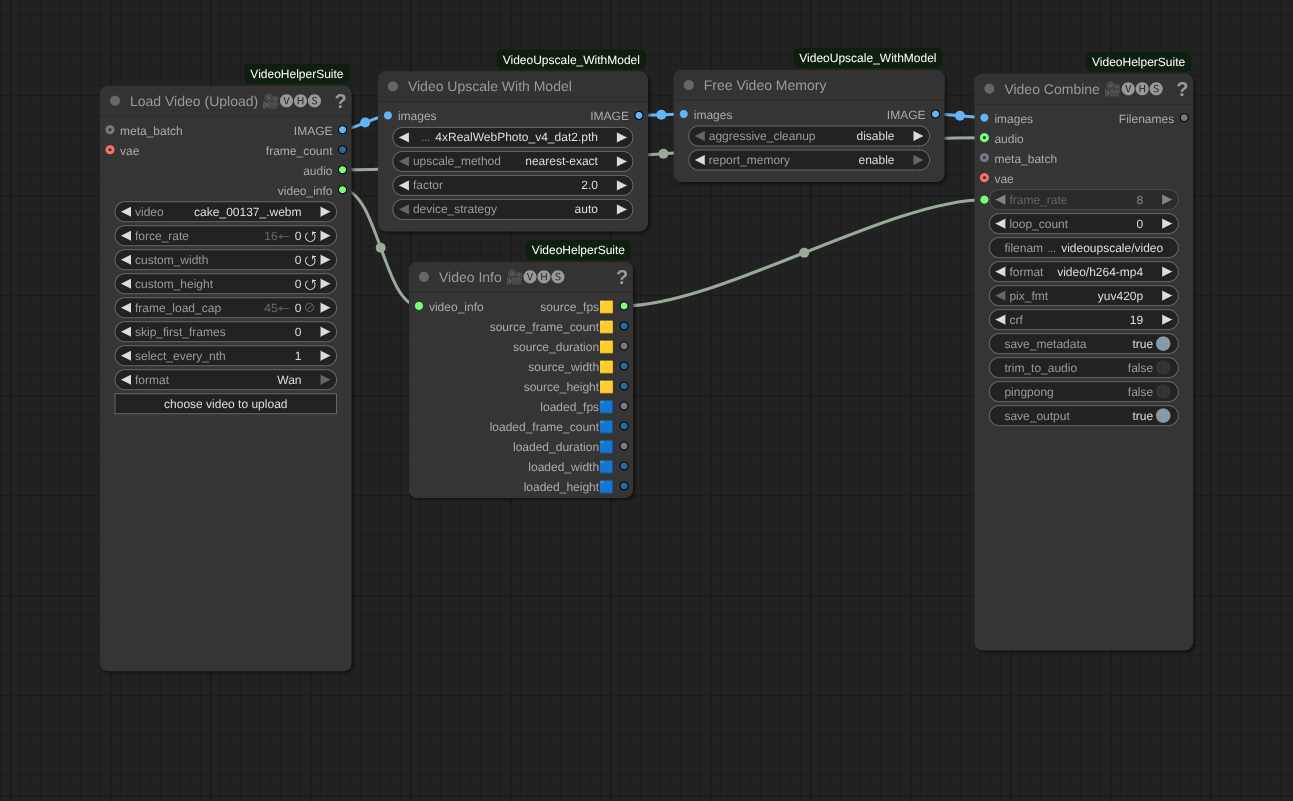 VideoHelperSuite
Load Video (Upload) 🎥🅥🅗🅢 ?
meta_batch IMAGE
vae frame_count
audio
video_info
video cake_00137_.webm
force_rate 16← 0
custom_width 0
custom_height 0
frame_load_cap 45← 0
skip_first_frames 0
select_every_nth 1
format Wan
choose video to upload
VideoUpscale_WithModel
Video Upscale With Model
images IMAGE
... 4xRealWebPhoto_v4_dat2.pth
upscale_method nearest-exact
factor 2.0
device_strategy auto
VideoHelperSuite
Video Info 🎥🅥🅗🅢 ?
video_info source_fps🟨
source_frame_count🟨
source_duration🟨
source_width🟨
source_height🟨
loaded_fps🟦
loaded_frame_count🟦
loaded_duration🟦
loaded_width🟦
loaded_height🟦
VideoUpscale_WithModel
Free Video Memory
images IMAGE
aggressive_cleanup disable
report_memory enable
VideoHelperSuite
Video Combine 🎥🅥🅗🅢 ?
images Filenames
audio
meta_batch
vae
frame_rate 8
loop_count 0
filenam ... videoupscale/video
format video/h264-mp4
pix_fmt yuv420p
crf 19
save_metadata true
trim_to_audio false
pingpong false
save_output true